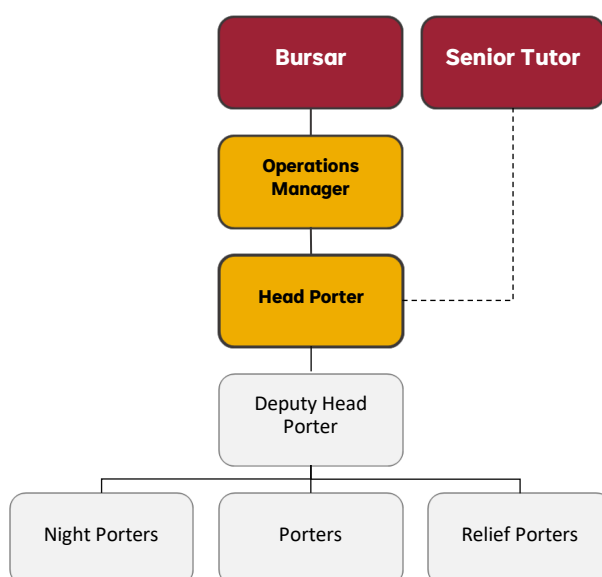 Bursar
Senior Tutor
Operations
Manager
Head Porter
Deputy Head
Porter
Night Porters
Porters
Relief Porters